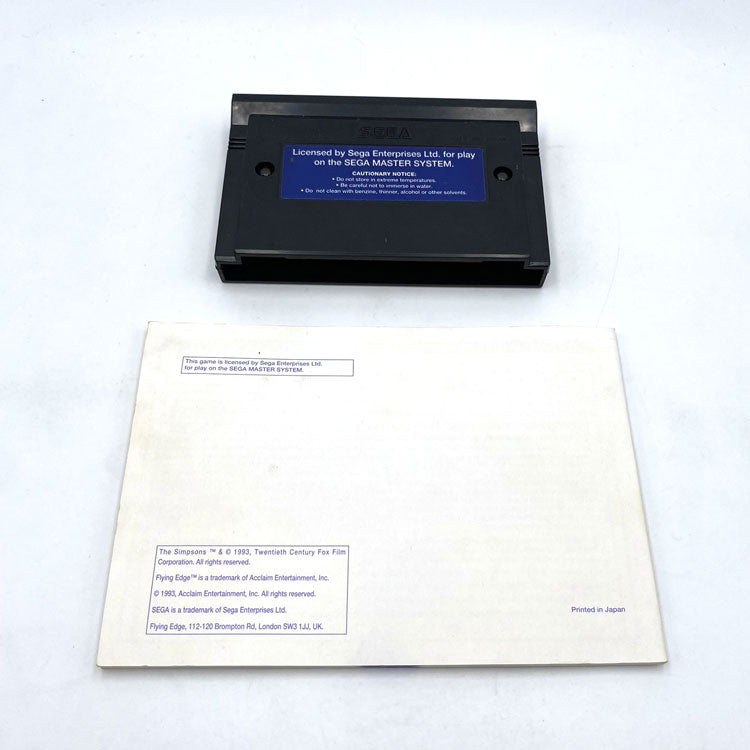 SEGA
Licensed by Sega Enterprises Ltd. for play
on the SEGA MASTER SYSTEM.
CAUTIONARY NOTICE:
• Do not store in extreme temperatures.
• Be careful not to immerse in water.
• Do not clean with benzine, thinner, alcohol or other solvents.
This game is licensed by Sega Enterprises Ltd.
for play on the SEGA MASTER SYSTEM.
The Simpsons ™ & © 1993, Twentieth Century Fox Film
Corporation. All rights reserved.
Flying Edge™ is a trademark of Acclaim Entertainment, Inc.
© 1993, Acclaim Entertainment, Inc. All rights reserved.
SEGA is a trademark of Sega Enterprises Ltd.
Flying Edge, 112-120 Brompton Rd, London SW3 1JJ, UK.
Printed in Japan